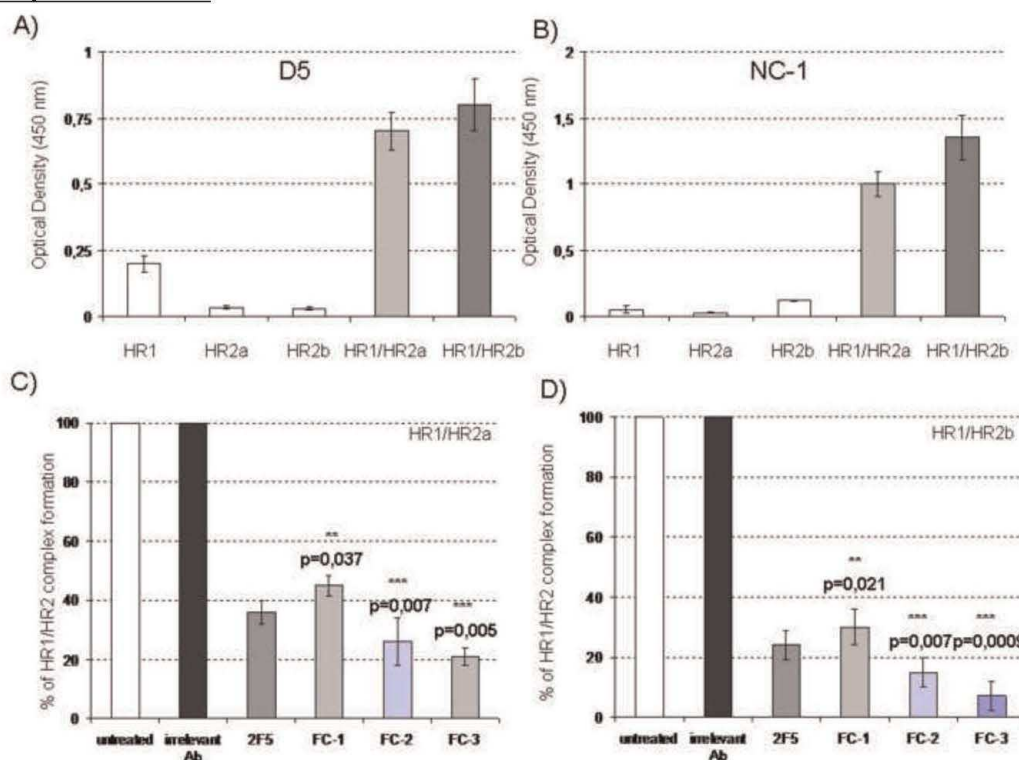 A)
D5
Optical Density (450 nm)
1
0,75
0,5
0,25
0
HR1 HR2a HR2b HR1/HR2a HR1/HR2b
B)
NC-1
Optical Density (450 nm)
2
1,5
1
0,5
0
HR1 HR2a HR2b HR1/HR2a HR1/HR2b
C)
HR1/HR2a
% of HR1/HR2 complex formation
100
80
60
40
20
0
**
p=0,037
***
p=0,007
***
p=0,005
untreated irrelevant Ab 2F5 FC-1 FC-2 FC-3
D)
HR1/HR2b
% of HR1/HR2 complex formation
100
80
60
40
20
0
**
p=0,021
***
p=0,007
***
p=0,0009
untreated irrelevant Ab 2F5 FC-1 FC-2 FC-3